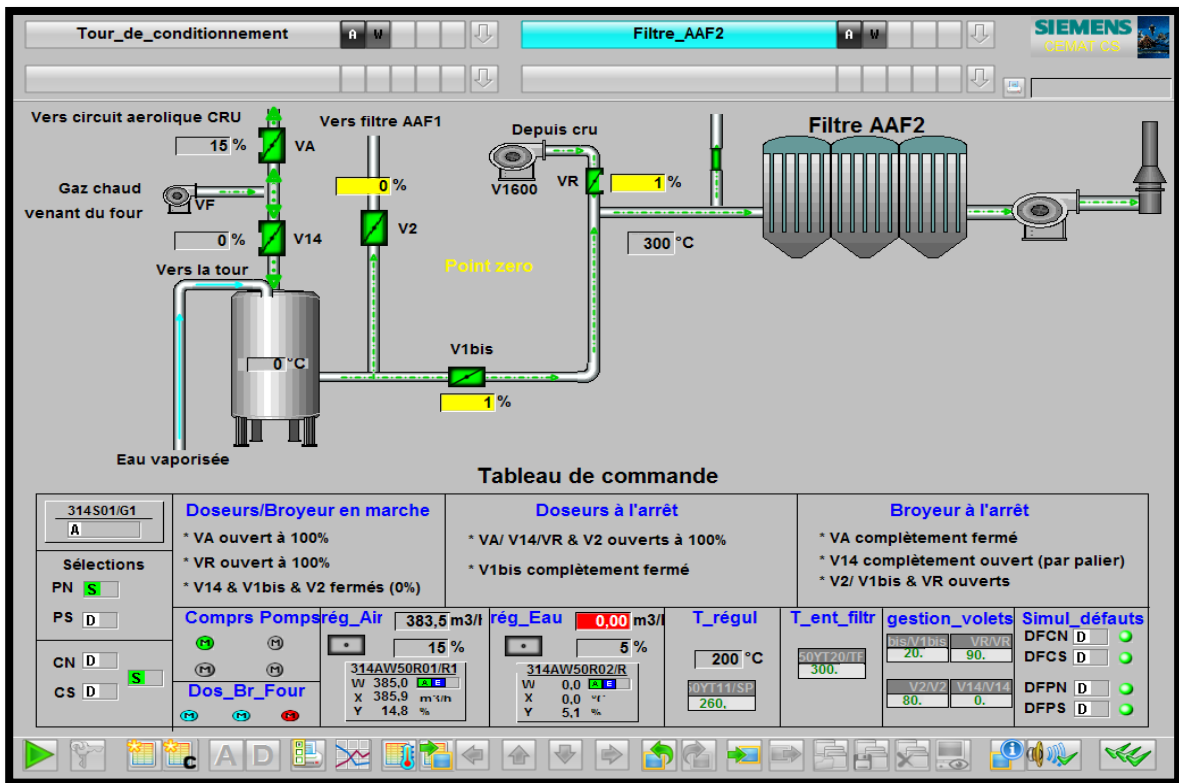 Tour_de_conditionnement A W
Filtre_AAF2 A W
SIEMENS
CEMAT CS
Vers circuit aerolique CRU
15 %
VA
Vers filtre AAF1
0 %
Depuis cru
V1600
VR
1 %
Filtre AAF2
Gaz chaud
venant du four
VF
0 %
V14
V2
300 °C
Vers la tour
Point zero
0 °C
V1bis
1 %
Eau vaporisée
Tableau de commande
314S01/G1
A
Sélections
PN S
PS D
CN D
S
CS D
Doseurs/Broyeur en marche
* VA ouvert à 100%
* VR ouvert à 100%
* V14 & V1bis & V2 fermés (0%)
Doseurs à l'arrêt
* VA/ V14/VR & V2 ouverts à 100%
* V1bis complètement fermé
Broyeur à l'arrêt
* VA complètement fermé
* V14 complètement ouvert (par palier)
* V2/ V1bis & VR ouverts
Comprs Pomps
M M
M M
Dos_Br_Four
M M M
rég_Air 383,5 m3/h
15 %
314AW50R01/R1
W 385,0 A E
X 385,9 m3/h
Y 14,8 %
rég_Eau 0,00 m3/
5 %
314AW50R02/R
W 0,0 A E
X 0,0
Y 5,1 %
T_régul
200 °C
50YT11/SP
260.
T_ent_filtr
50YT20/TF
300.
gestion_volets
bis/V1bis VR/VR
20. 90.
V2/V2 V14/V14
80. 0.
Simul_défauts
DFCN D
DFCS D
DFPN D
DFPS D
C A D